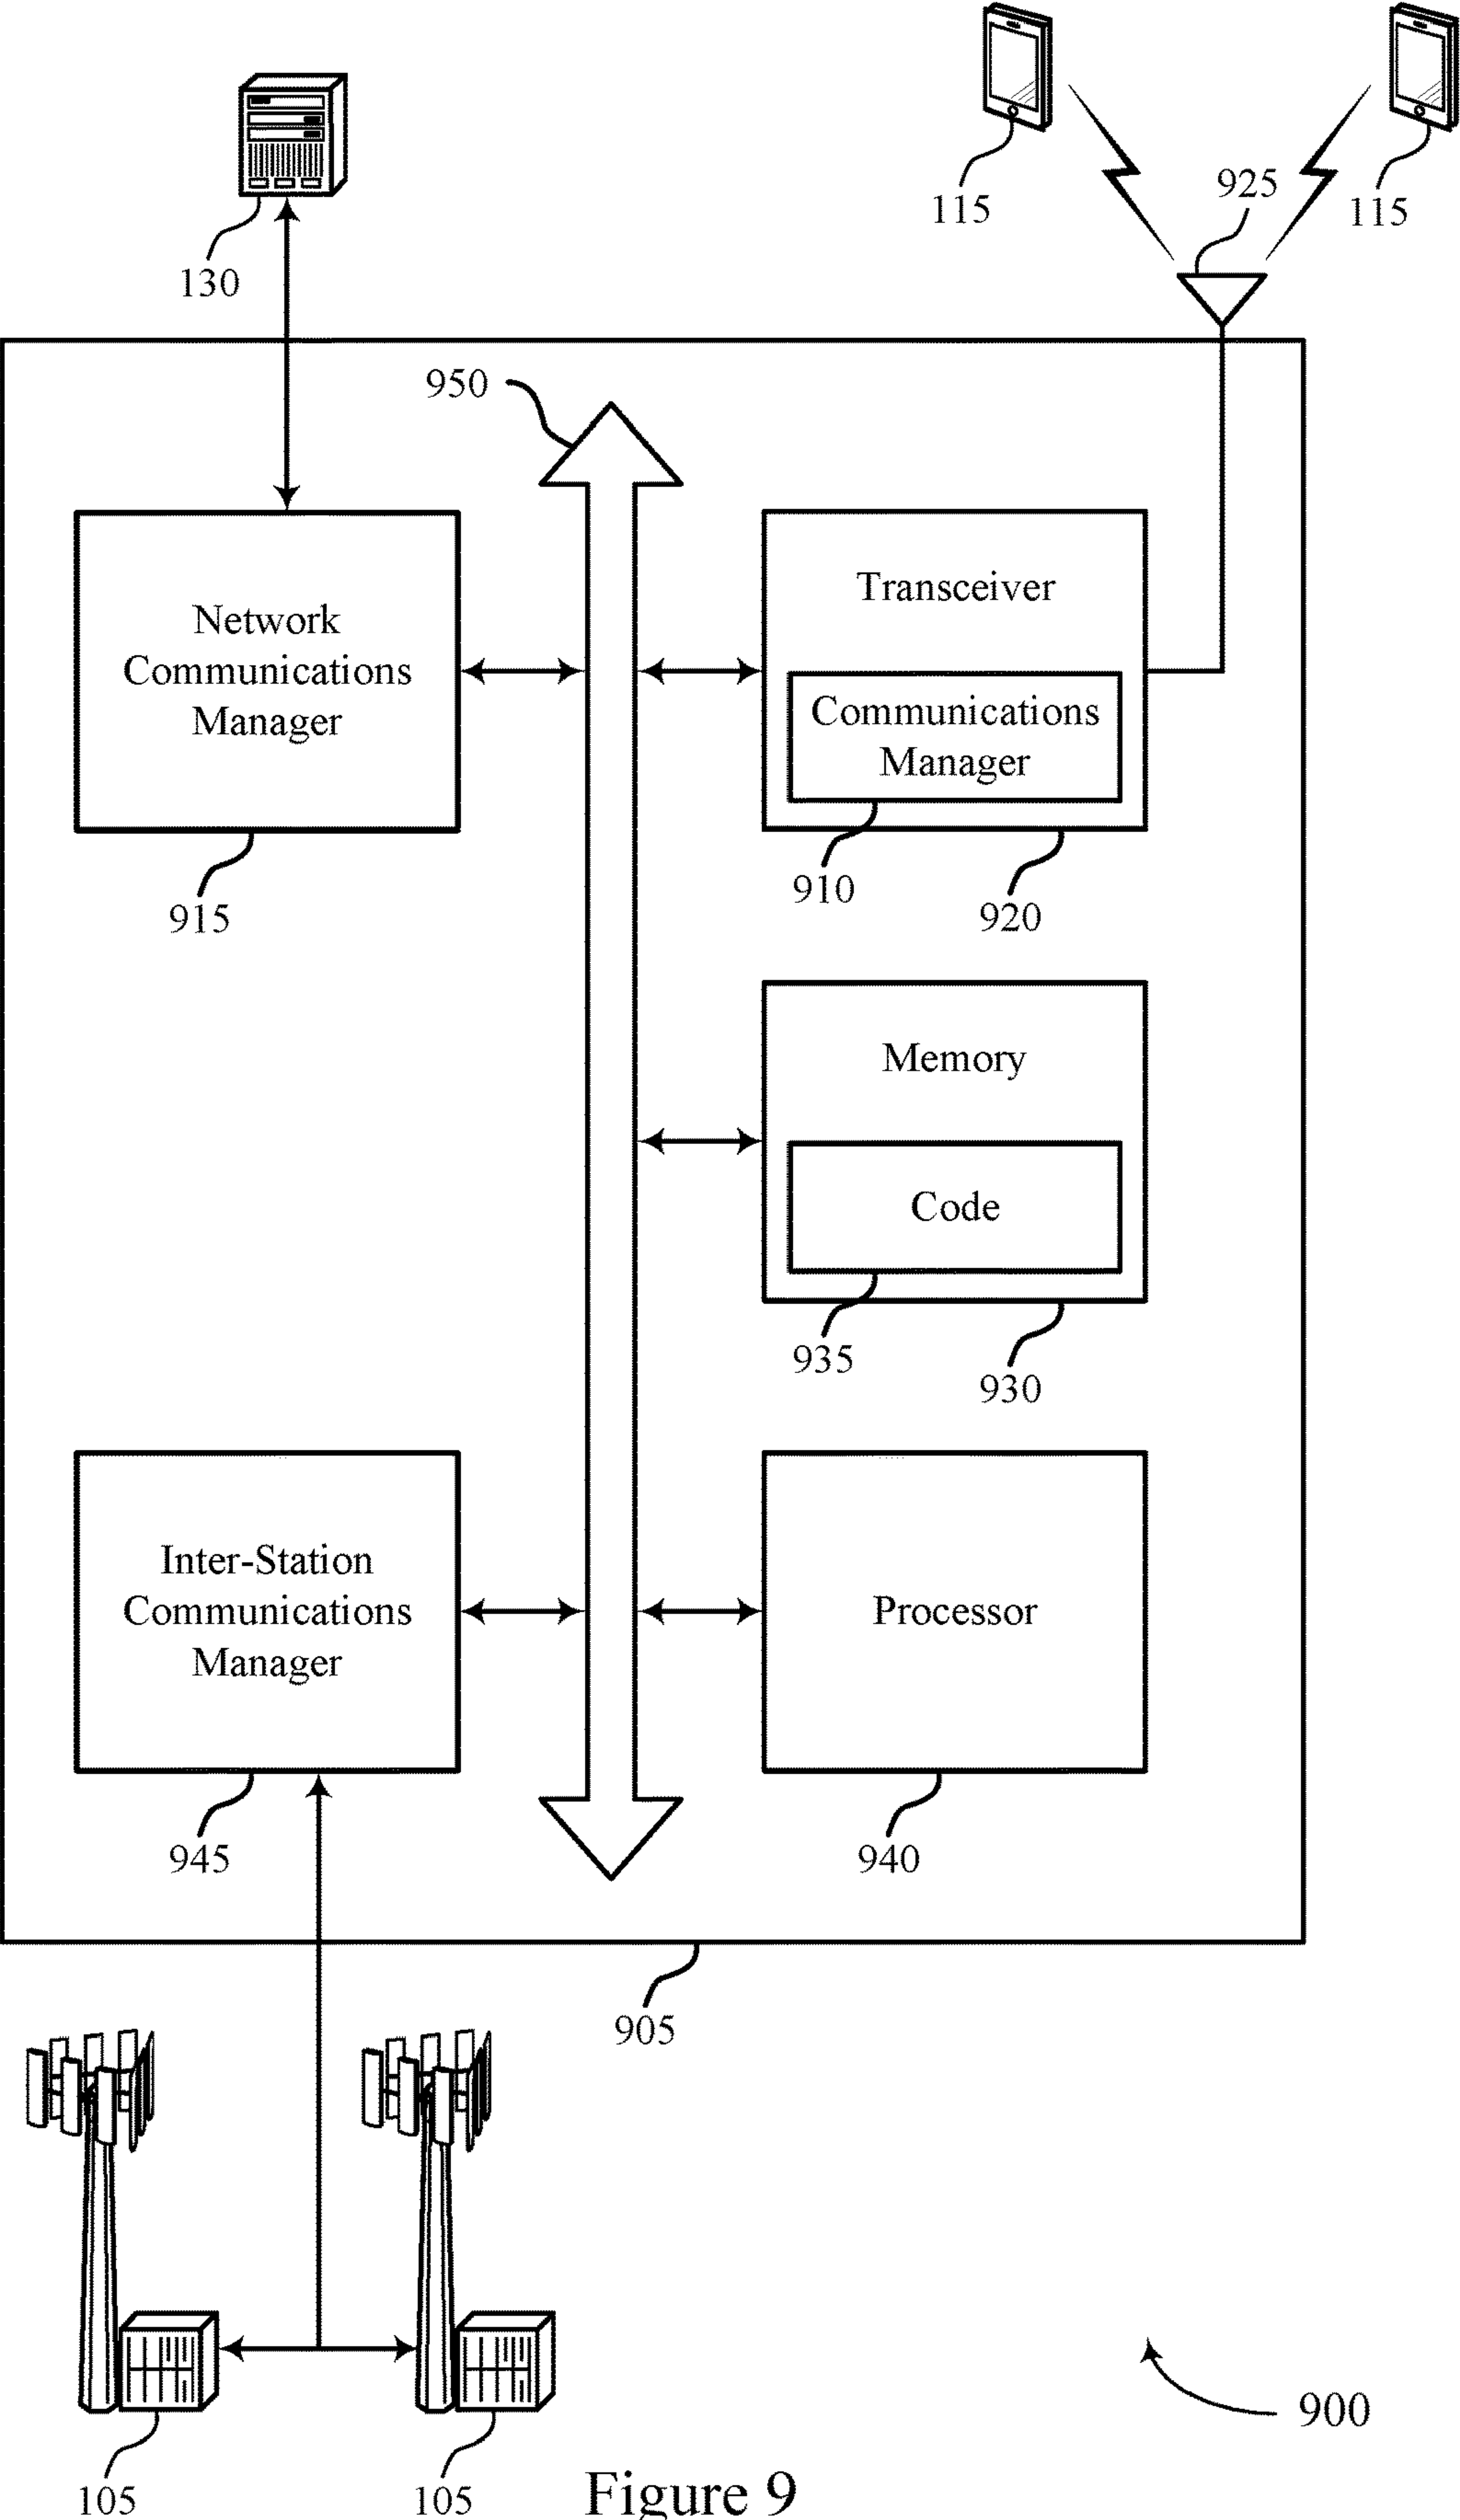 115
925
115
130
950
Network
Communications
Manager
Transceiver
Communications
Manager
915
910
920
Memory
Code
935
930
Inter-Station
Communications
Manager
Processor
945
940
905
900
105
105
Figure 9